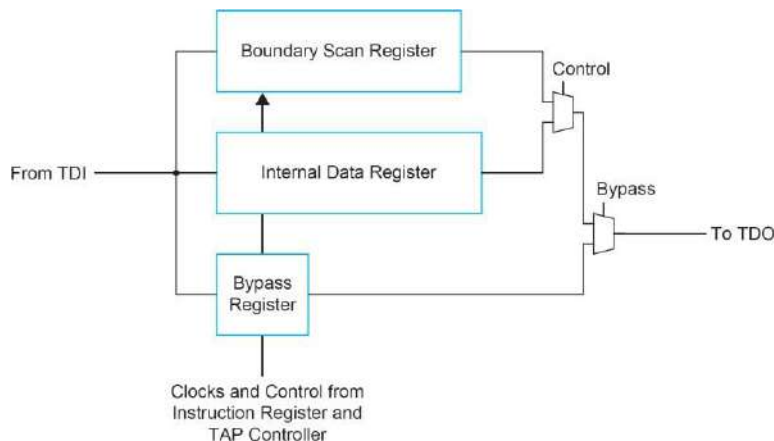 Boundary Scan Register
Control
Internal Data Register
From TDI
Bypass
To TDO
Bypass
Register
Clocks and Control from
Instruction Register and
TAP Controller